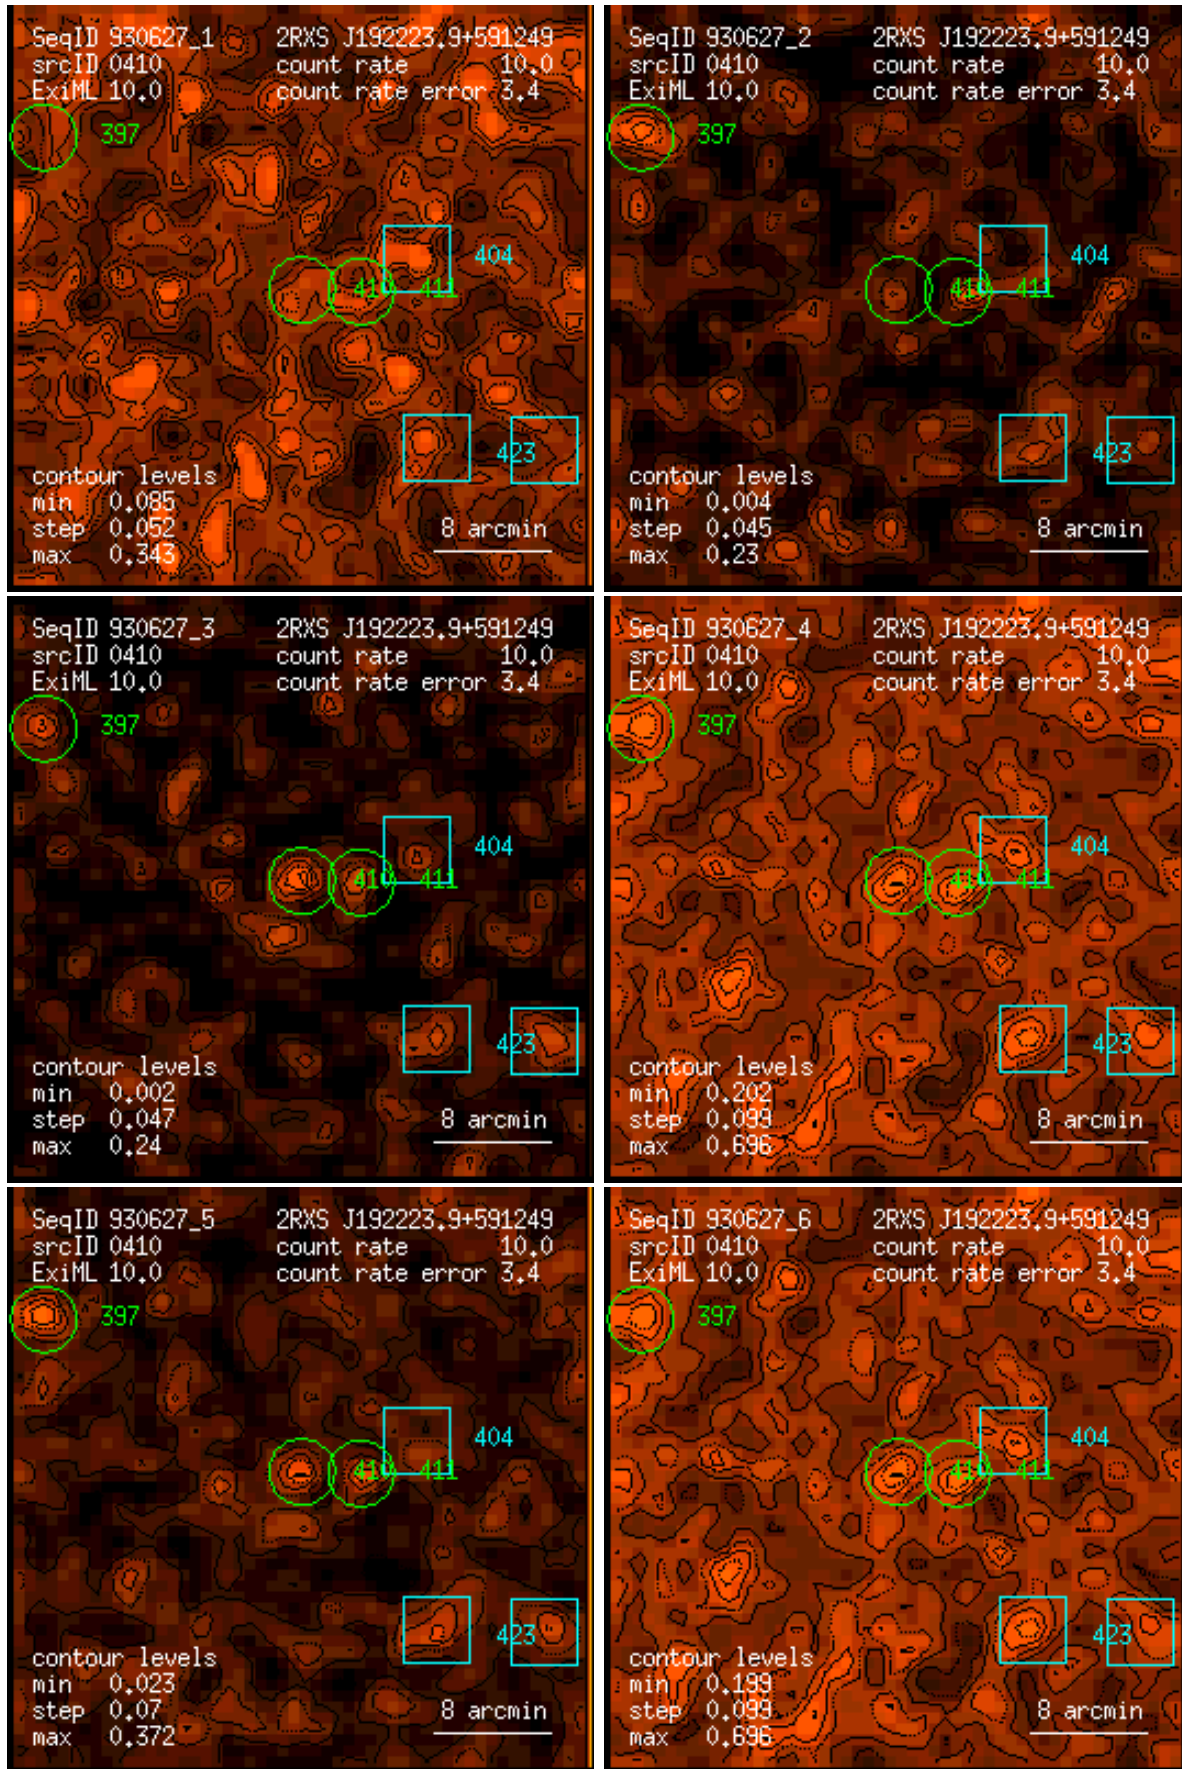 SeqID 930627_1 2RXS J192223.9+591249
srcID 0410 count rate 10.0
ExiML 10.0 count rate error 3.4
397
404
410 411
423
contour levels
min 0.085
step 0.052
max 0.343
8 arcmin
SeqID 930627_2 2RXS J192223.9+591249
srcID 0410 count rate 10.0
ExiML 10.0 count rate error 3.4
397
404
410 411
423
contour levels
min 0.004
step 0.045
max 0.23
8 arcmin
SeqID 930627_3 2RXS J192223.9+591249
srcID 0410 count rate 10.0
ExiML 10.0 count rate error 3.4
397
404
410 411
423
contour levels
min 0.002
step 0.047
max 0.24
8 arcmin
SeqID 930627_4 2RXS J192223.9+591249
srcID 0410 count rate 10.0
ExiML 10.0 count rate error 3.4
397
404
410 411
423
contour levels
min 0.202
step 0.099
max 0.696
8 arcmin
SeqID 930627_5 2RXS J192223.9+591249
srcID 0410 count rate 10.0
ExiML 10.0 count rate error 3.4
397
404
410 411
423
contour levels
min 0.023
step 0.07
max 0.372
8 arcmin
SeqID 930627_6 2RXS J192223.9+591249
srcID 0410 count rate 10.0
ExiML 10.0 count rate error 3.4
397
404
410 411
423
contour levels
min 0.199
step 0.099
max 0.696
8 arcmin